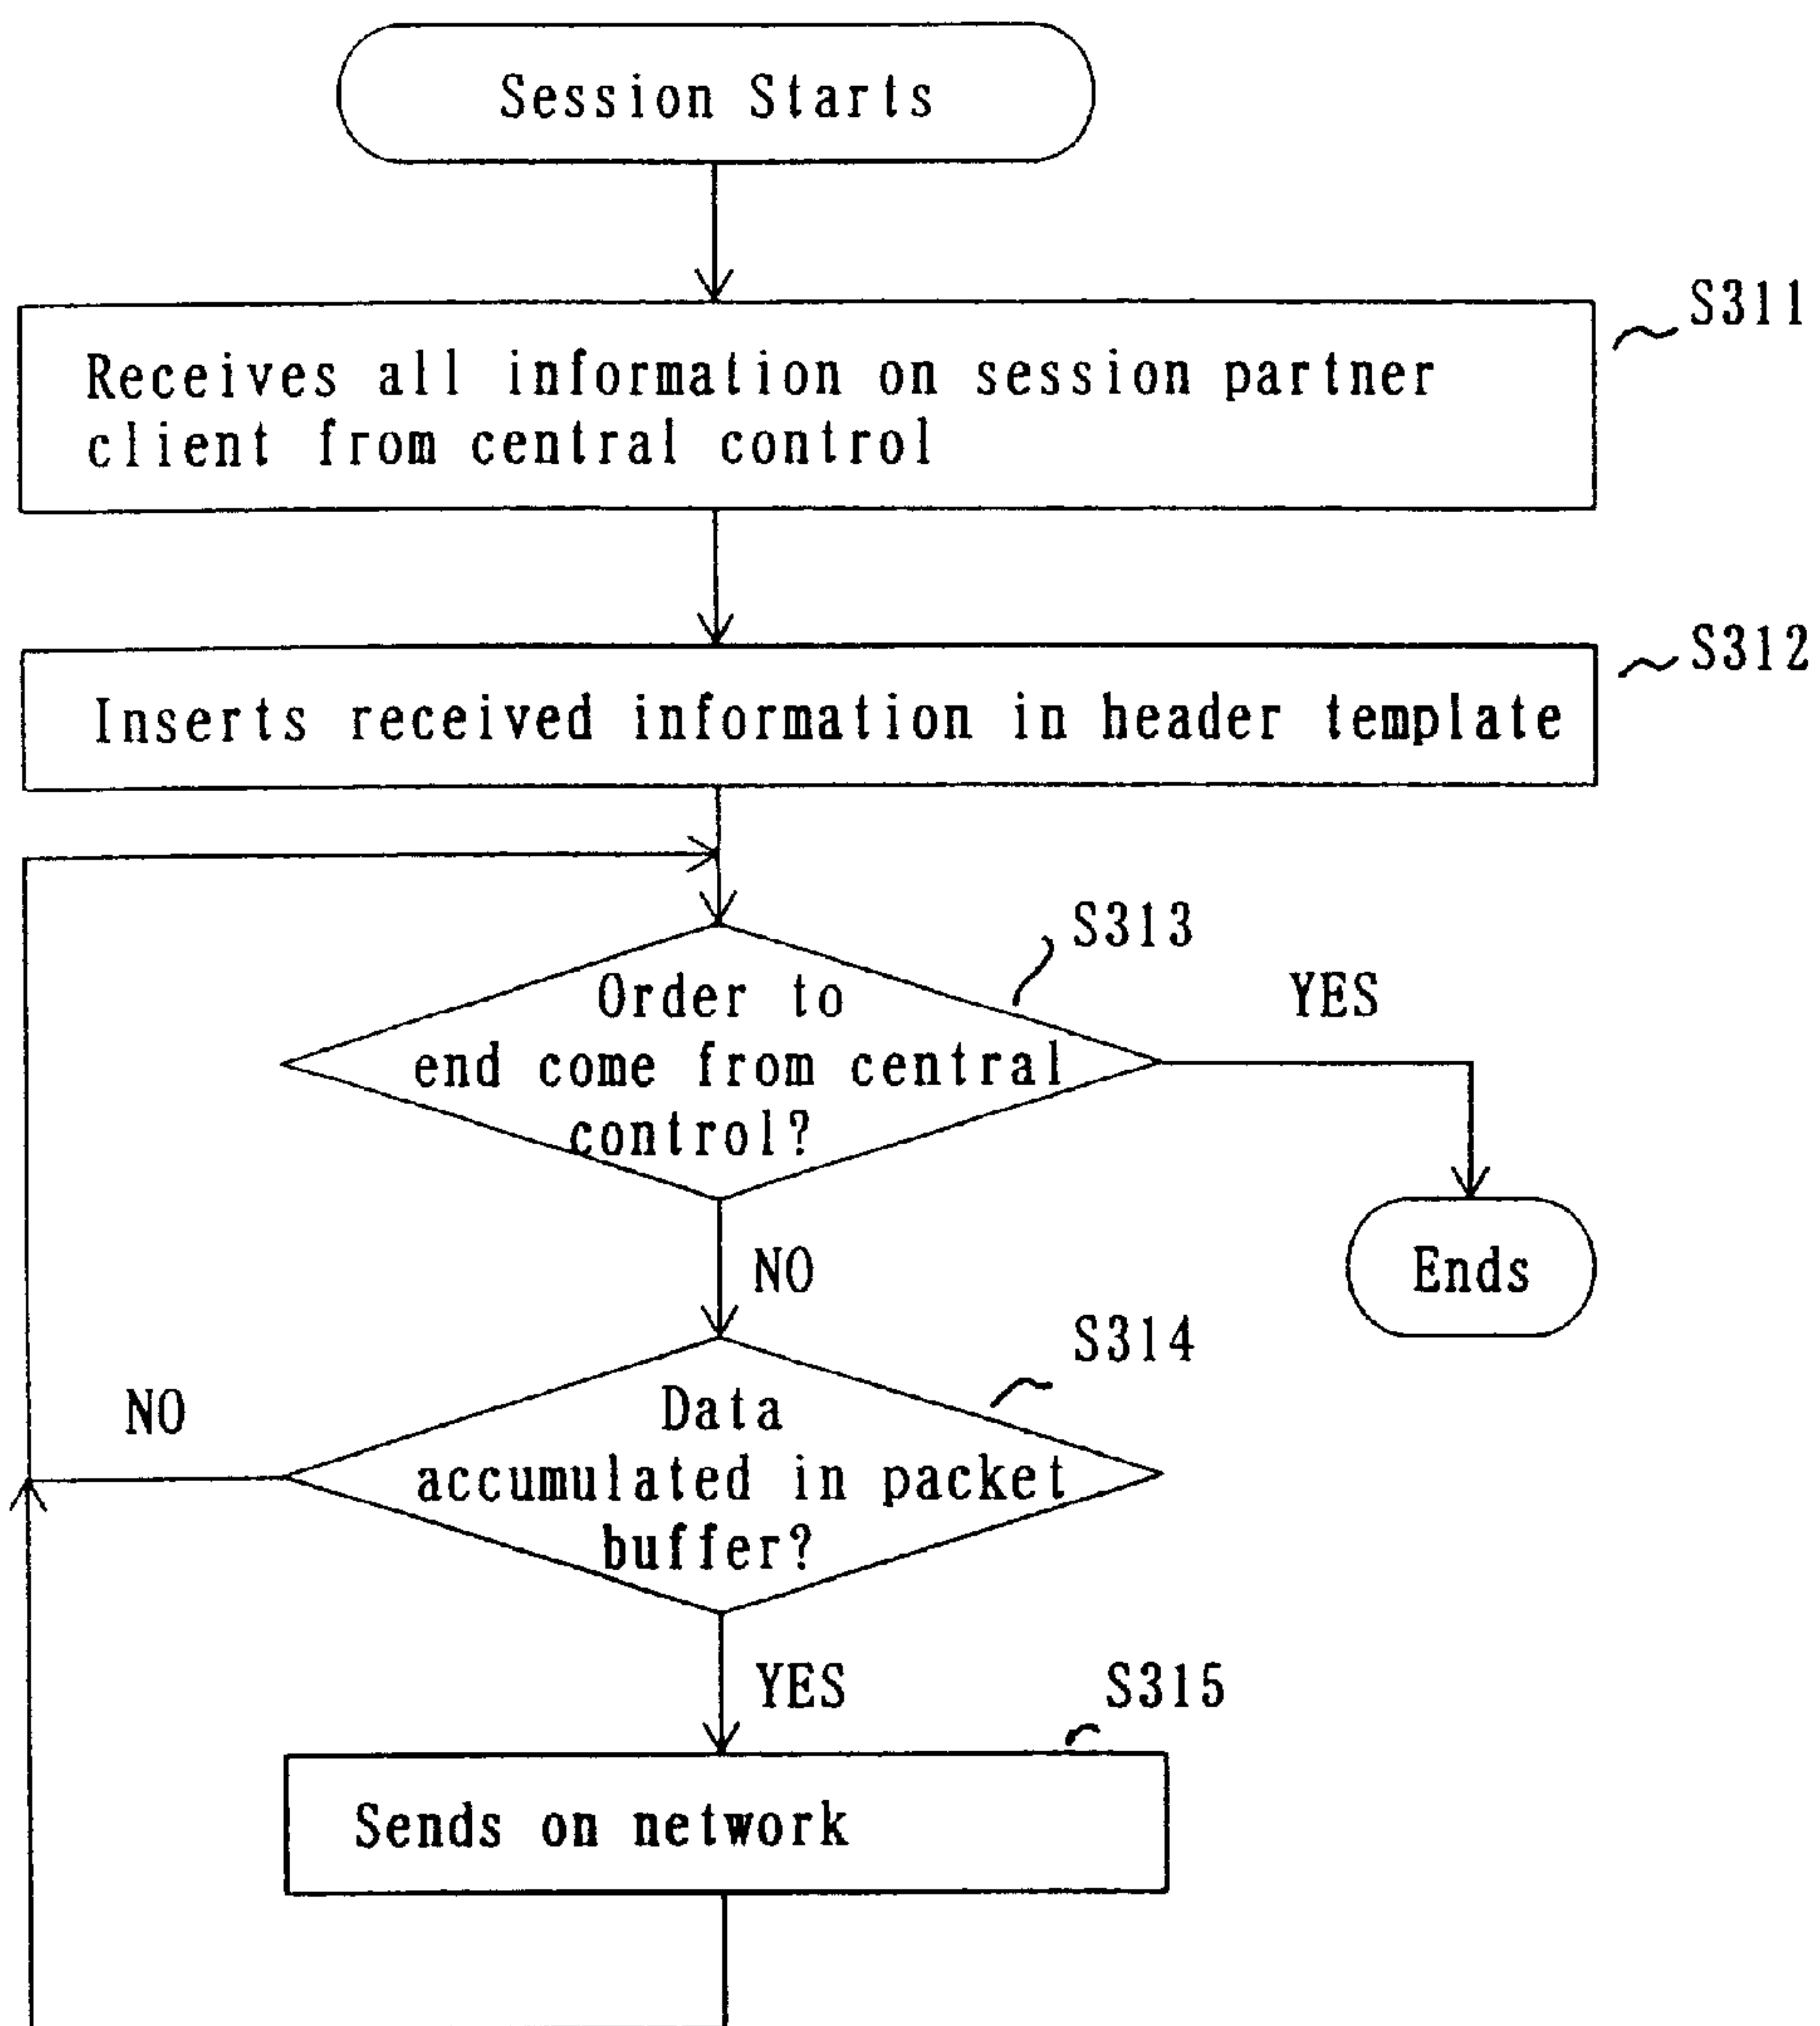 Session Starts
S311
Receives all information on session partner
client from central control
S312
Inserts received information in header template
S313
Order to
end come from central
control?
YES
NO
Ends
S314
Data
accumulated in packet
buffer?
NO
YES
S315
Sends on network